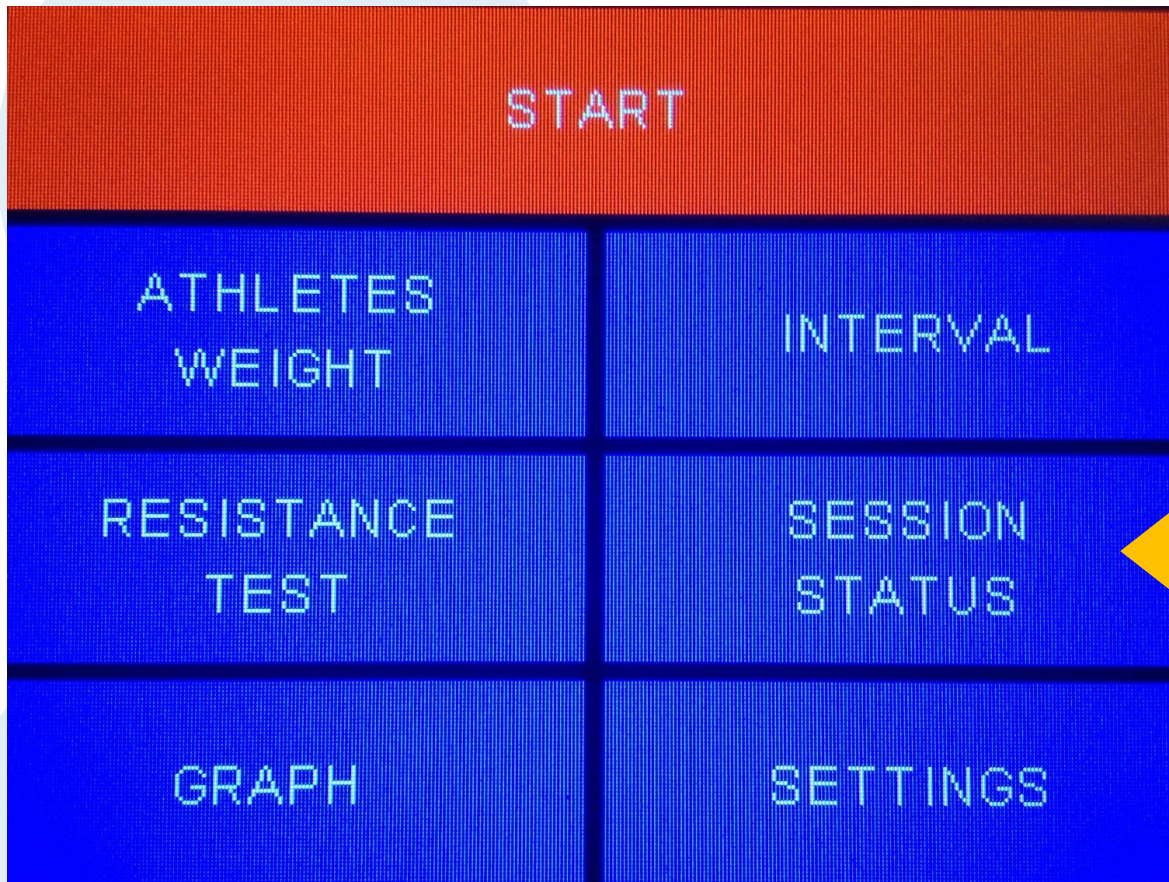 START
ATHLETES
WEIGHT
INTERVAL
RESISTANCE
TEST
SESSION
STATUS
GRAPH
SETTINGS